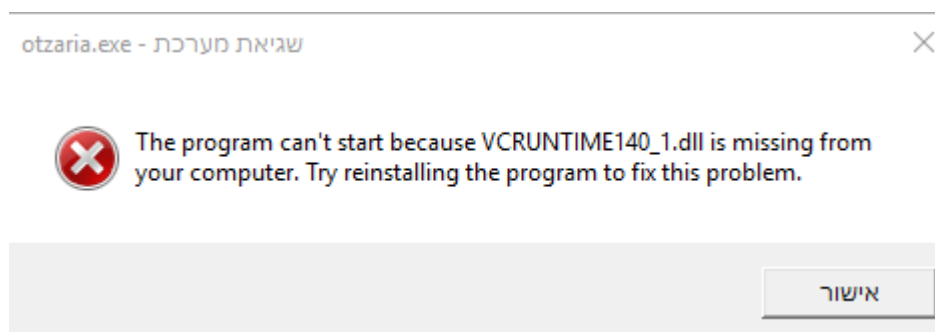 otzaria.exe - שגיאת מערכת
The program can't start because VCRUNTIME140_1.dll is missing from
your computer. Try reinstalling the program to fix this problem.
אישור